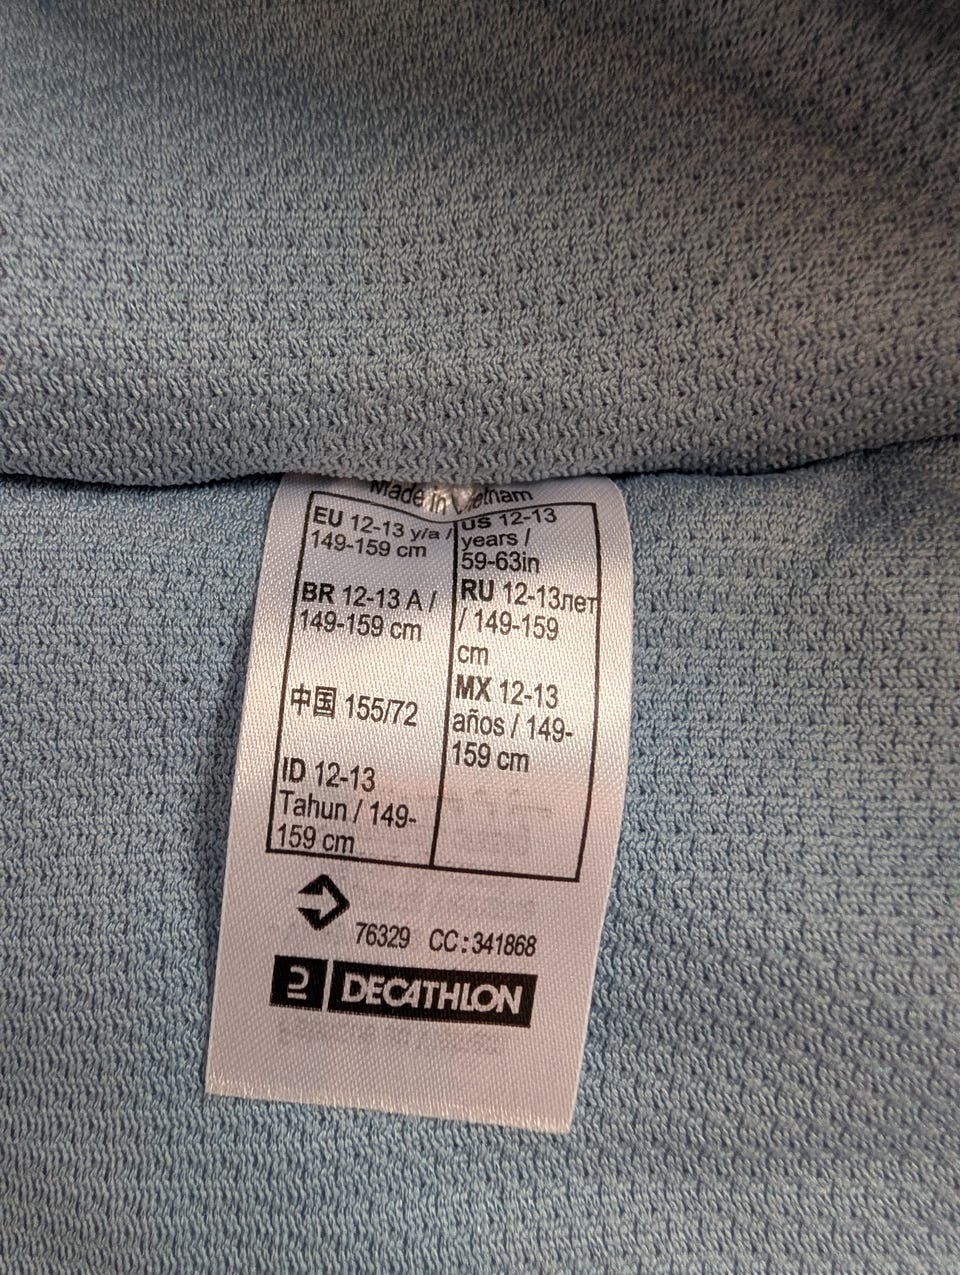 Made in Vietnam
EU 12-13 y/a /
149-159 cm
BR 12-13 A /
149-159 cm
中国 155/72
ID 12-13
Tahun / 149-
159 cm
US 12-13
years /
59-63in
RU 12-13лет
/ 149-159
cm
MX 12-13
años / 149-
159 cm
76329 CC:341868
DECATHLON